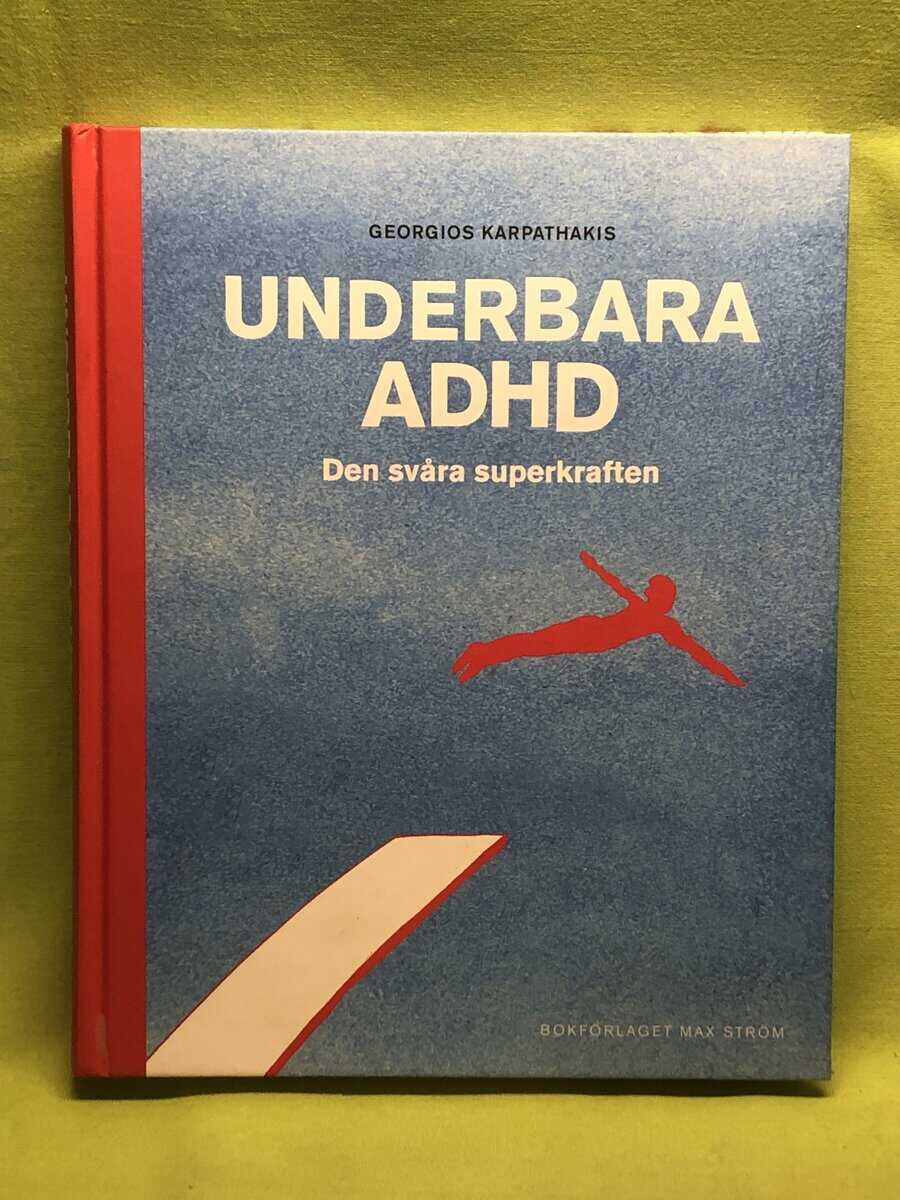 GEORGIOS KARPATHAKIS
UNDERBARA
ADHD
Den svåra superkraften
BOKFÖRLAGET MAX STRÖM